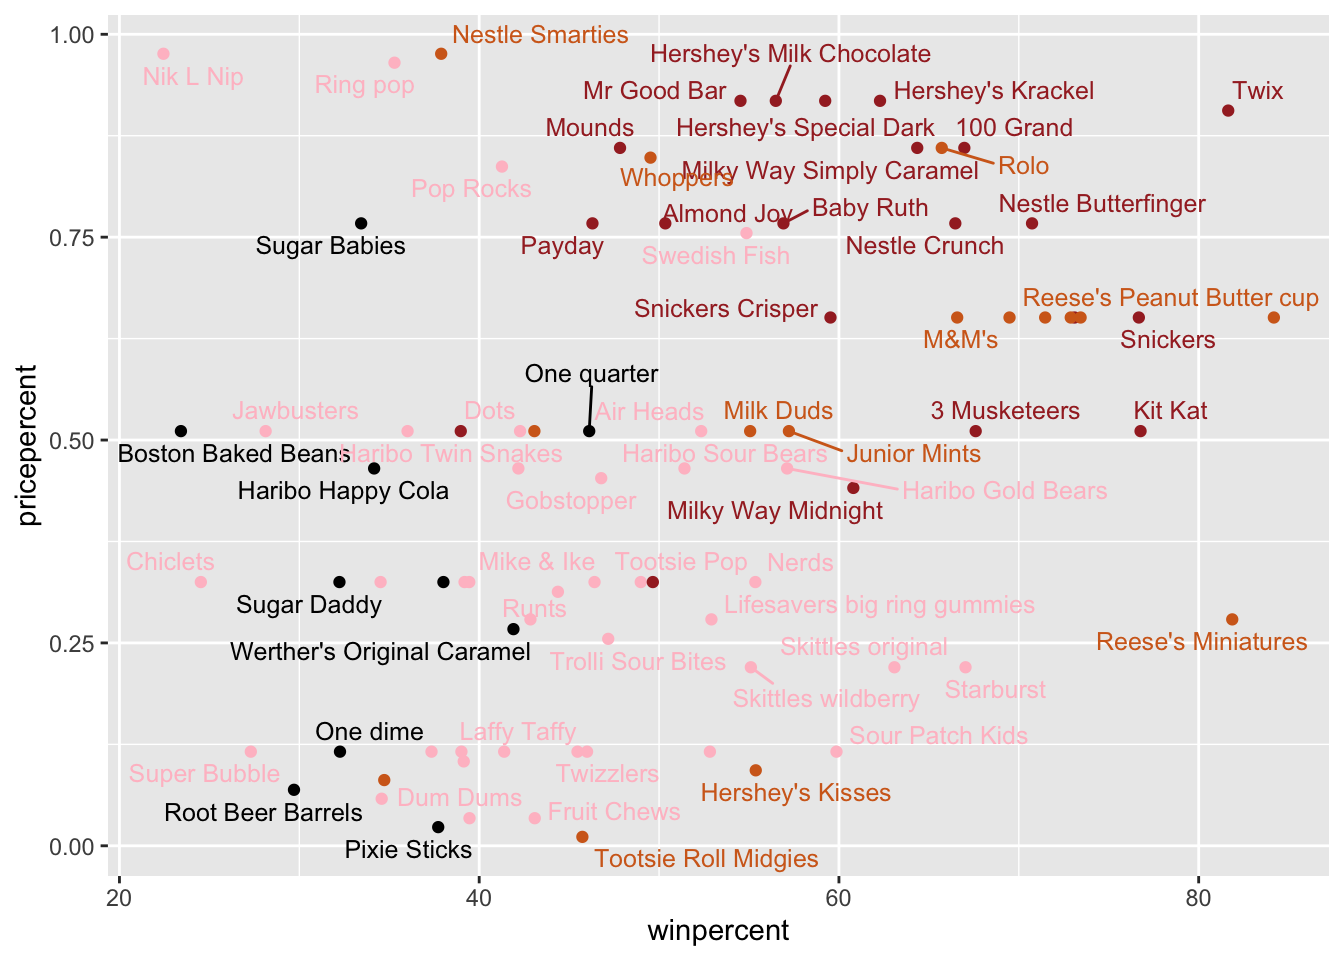 1.00
Nestle Smarties
Hershey's Milk Chocolate
Nik L Nip
Ring pop
Mr Good Bar
Hershey's Krackel
Twix
Mounds
Hershey's Special Dark
100 Grand
Whoppers
Milky Way Simply Caramel
Rolo
Pop Rocks
Almond Joy
Baby Ruth
Nestle Butterfinger
0.75
Sugar Babies
Payday
Swedish Fish
Nestle Crunch
Snickers Crisper
Reese's Peanut Butter cup
M&M's
Snickers
One quarter
Jawbusters
Dots
Air Heads
Milk Duds
3 Musketeers
Kit Kat
0.50
Boston Baked Beans
Haribo Twin Snakes
Haribo Sour Bears
Junior Mints
Haribo Happy Cola
Gobstopper
Haribo Gold Bears
Milky Way Midnight
Chiclets
Mike & Ike
Tootsie Pop
Nerds
Sugar Daddy
Runts
Lifesavers big ring gummies
0.25
Werther's Original Caramel
Trolli Sour Bites
Skittles original
Reese's Miniatures
Skittles wildberry
Starburst
One dime
Laffy Taffy
Sour Patch Kids
Super Bubble
Twizzlers
Root Beer Barrels
Dum Dums
Fruit Chews
Hershey's Kisses
0.00
Pixie Sticks
Tootsie Roll Midgies
20
40
60
80
winpercent
pricepercent